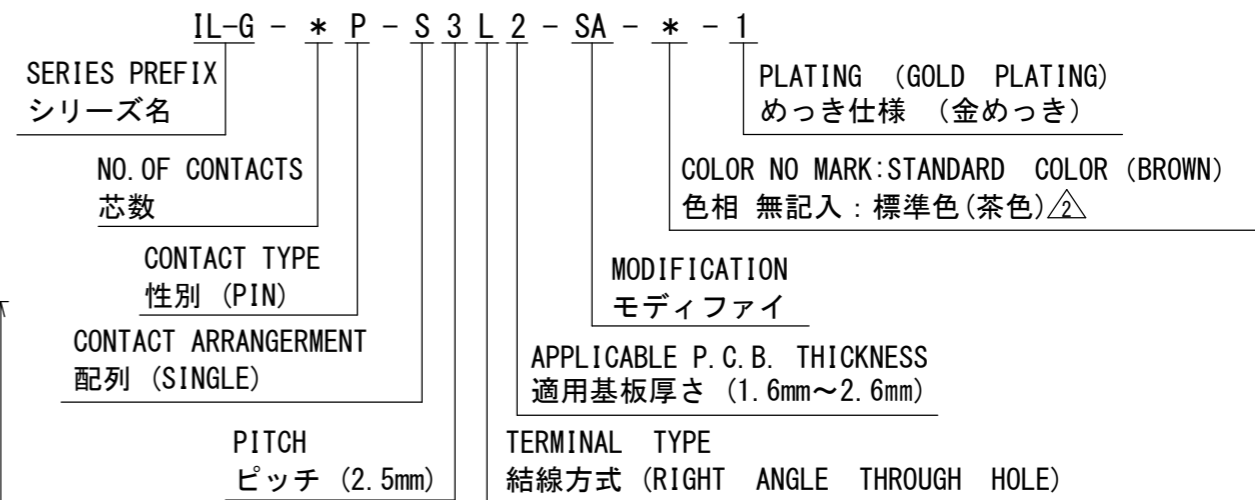 IL-G - * P - S 3 L 2 - SA - * - 1
SERIES PREFIX
シリーズ名
PLATING (GOLD PLATING)
めっき仕様 (金めっき)
NO. OF CONTACTS
芯数
COLOR NO MARK:STANDARD COLOR (BROWN)
色相 無記入：標準色(茶色) 2
CONTACT TYPE
性別 (PIN)
MODIFICATION
モディファイ
CONTACT ARRANGERMENT
配列 (SINGLE)
APPLICABLE P.C.B. THICKNESS
適用基板厚さ (1.6mm～2.6mm)
PITCH
ピッチ (2.5mm)
TERMINAL TYPE
結線方式 (RIGHT ANGLE THROUGH HOLE)